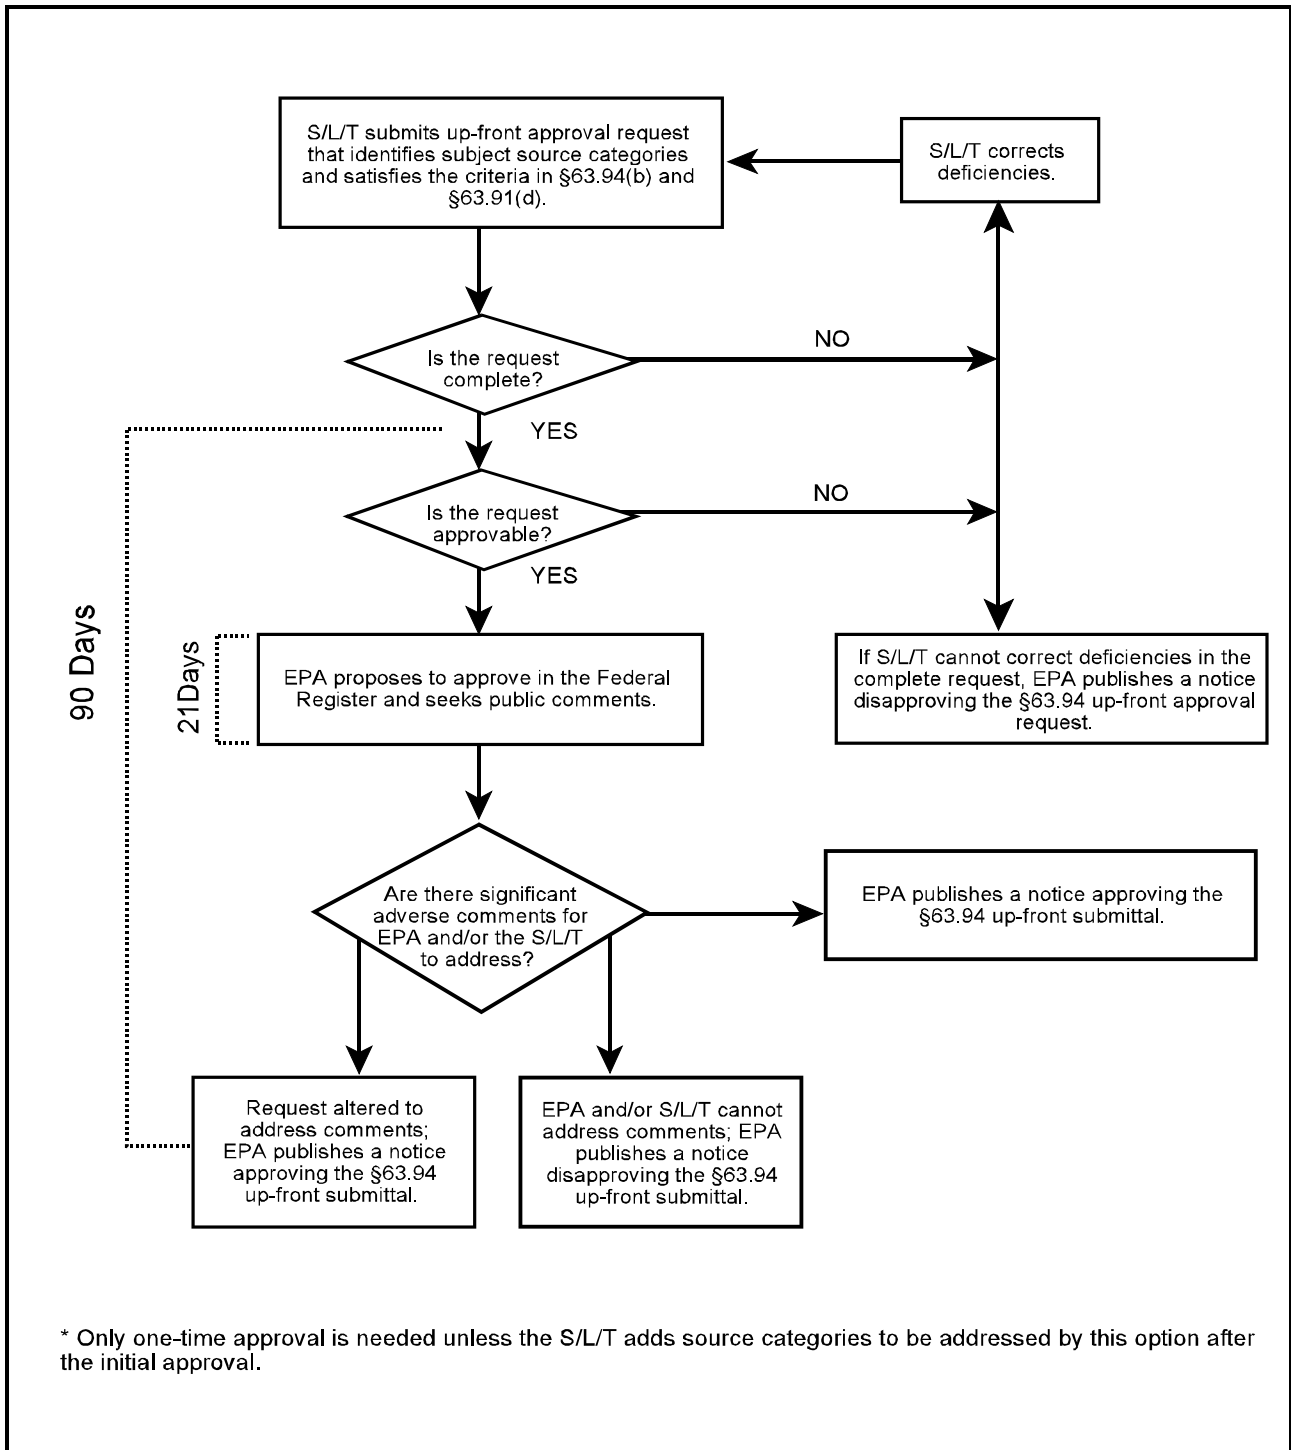 S/L/T submits up-front approval request
that identifies subject source categories
and satisfies the criteria in §63.94(b) and
§63.91(d).
S/L/T corrects
deficiencies.
Is the request
complete?
NO
YES
Is the request
approvable?
NO
YES
90 Days
21Days
EPA proposes to approve in the Federal
Register and seeks public comments.
If S/L/T cannot correct deficiencies in the
complete request, EPA publishes a notice
disapproving the §63.94 up-front approval
request.
Are there significant
adverse comments for
EPA and/or the S/L/T
to address?
EPA publishes a notice approving the
§63.94 up-front submittal.
Request altered to
address comments;
EPA publishes a notice
approving the §63.94
up-front submittal.
EPA and/or S/L/T cannot
address comments; EPA
publishes a notice
disapproving the §63.94
up-front submittal.
* Only one-time approval is needed unless the S/L/T adds source categories to be addressed by this option after
the initial approval.